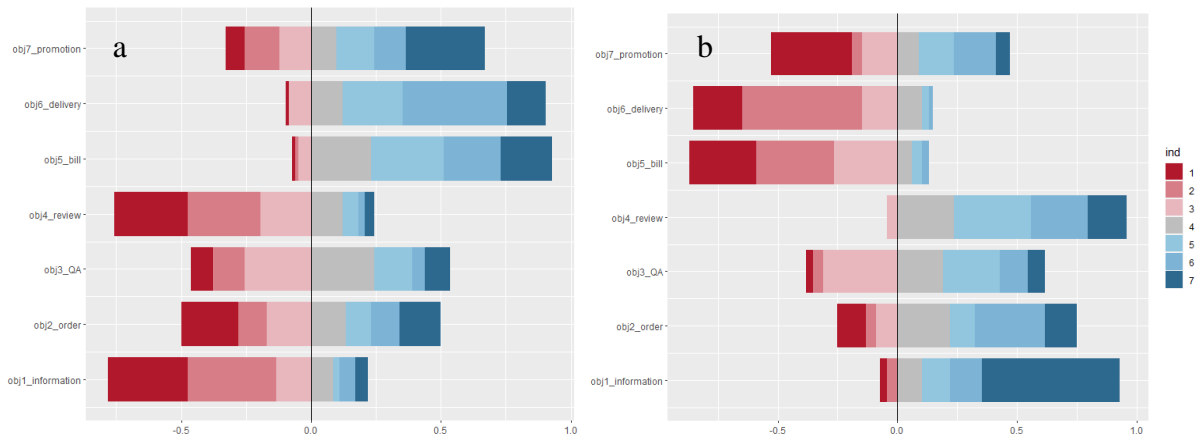 a
obj7_promotion
obj6_delivery
obj5_bill
obj4_review
obj3_QA
obj2_order
obj1_information
-0.5 0.0 0.5 1.0
b
obj7_promotion
obj6_delivery
obj5_bill
obj4_review
obj3_QA
obj2_order
obj1_information
-0.5 0.0 0.5 1.0
ind
1
2
3
4
5
6
7